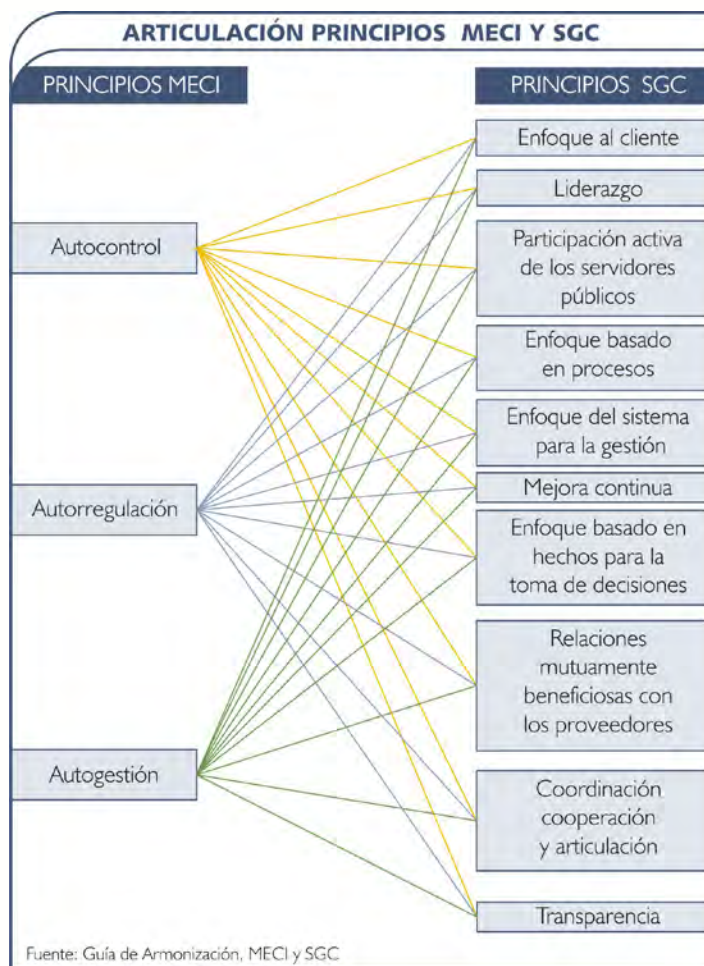 ARTICULACIÓN PRINCIPIOS MECI Y SGC
PRINCIPIOS MECI
PRINCIPIOS SGC
Autocontrol
Autorregulación
Autogestión
Enfoque al cliente
Liderazgo
Participación activa
de los servidores
públicos
Enfoque basado
en procesos
Enfoque del sistema
para la gestión
Mejora continua
Enfoque basado en
hechos para la
toma de decisiones
Relaciones
mutuamente
beneficiosas con
los proveedores
Coordinación
cooperación
y articulación
Transparencia
Fuente: Guía de Armonización, MECI y SGC